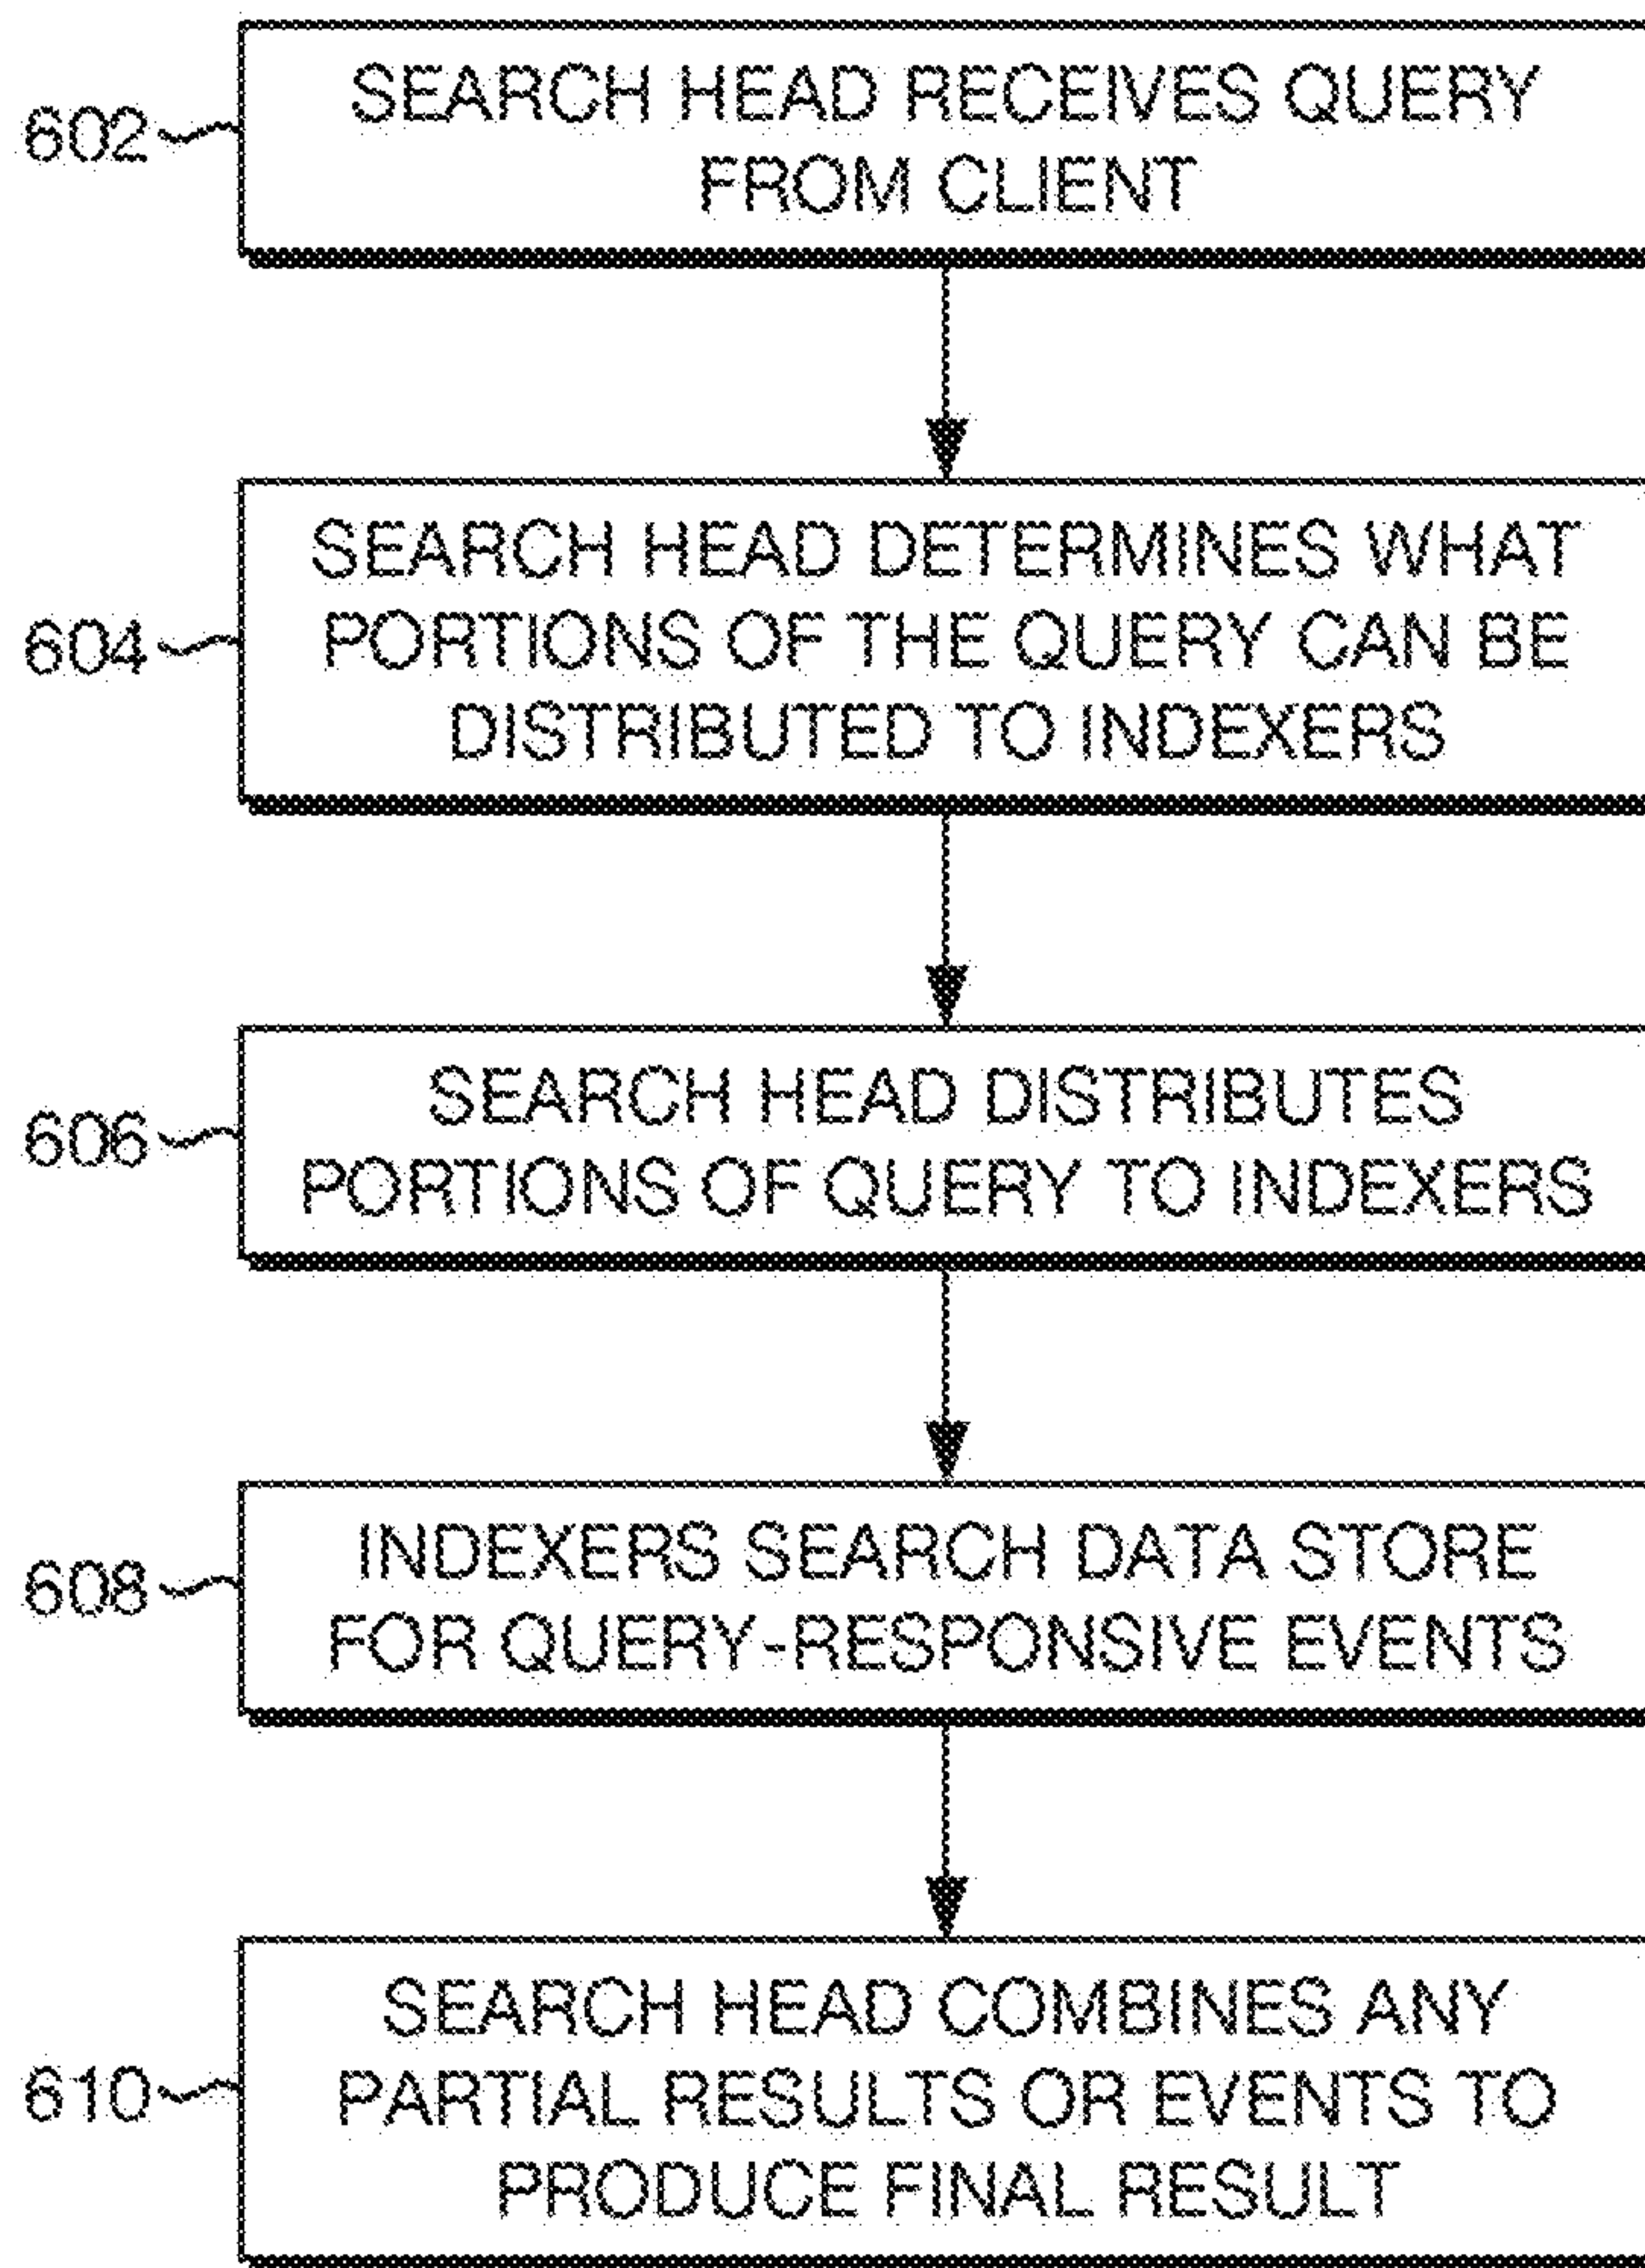 602
SEARCH HEAD RECEIVES QUERY
FROM CLIENT
604
SEARCH HEAD DETERMINES WHAT
PORTIONS OF THE QUERY CAN BE
DISTRIBUTED TO INDEXERS
606
SEARCH HEAD DISTRIBUTES
PORTIONS OF QUERY TO INDEXERS
608
INDEXERS SEARCH DATA STORE
FOR QUERY-RESPONSIVE EVENTS
610
SEARCH HEAD COMBINES ANY
PARTIAL RESULTS OR EVENTS TO
PRODUCE FINAL RESULT